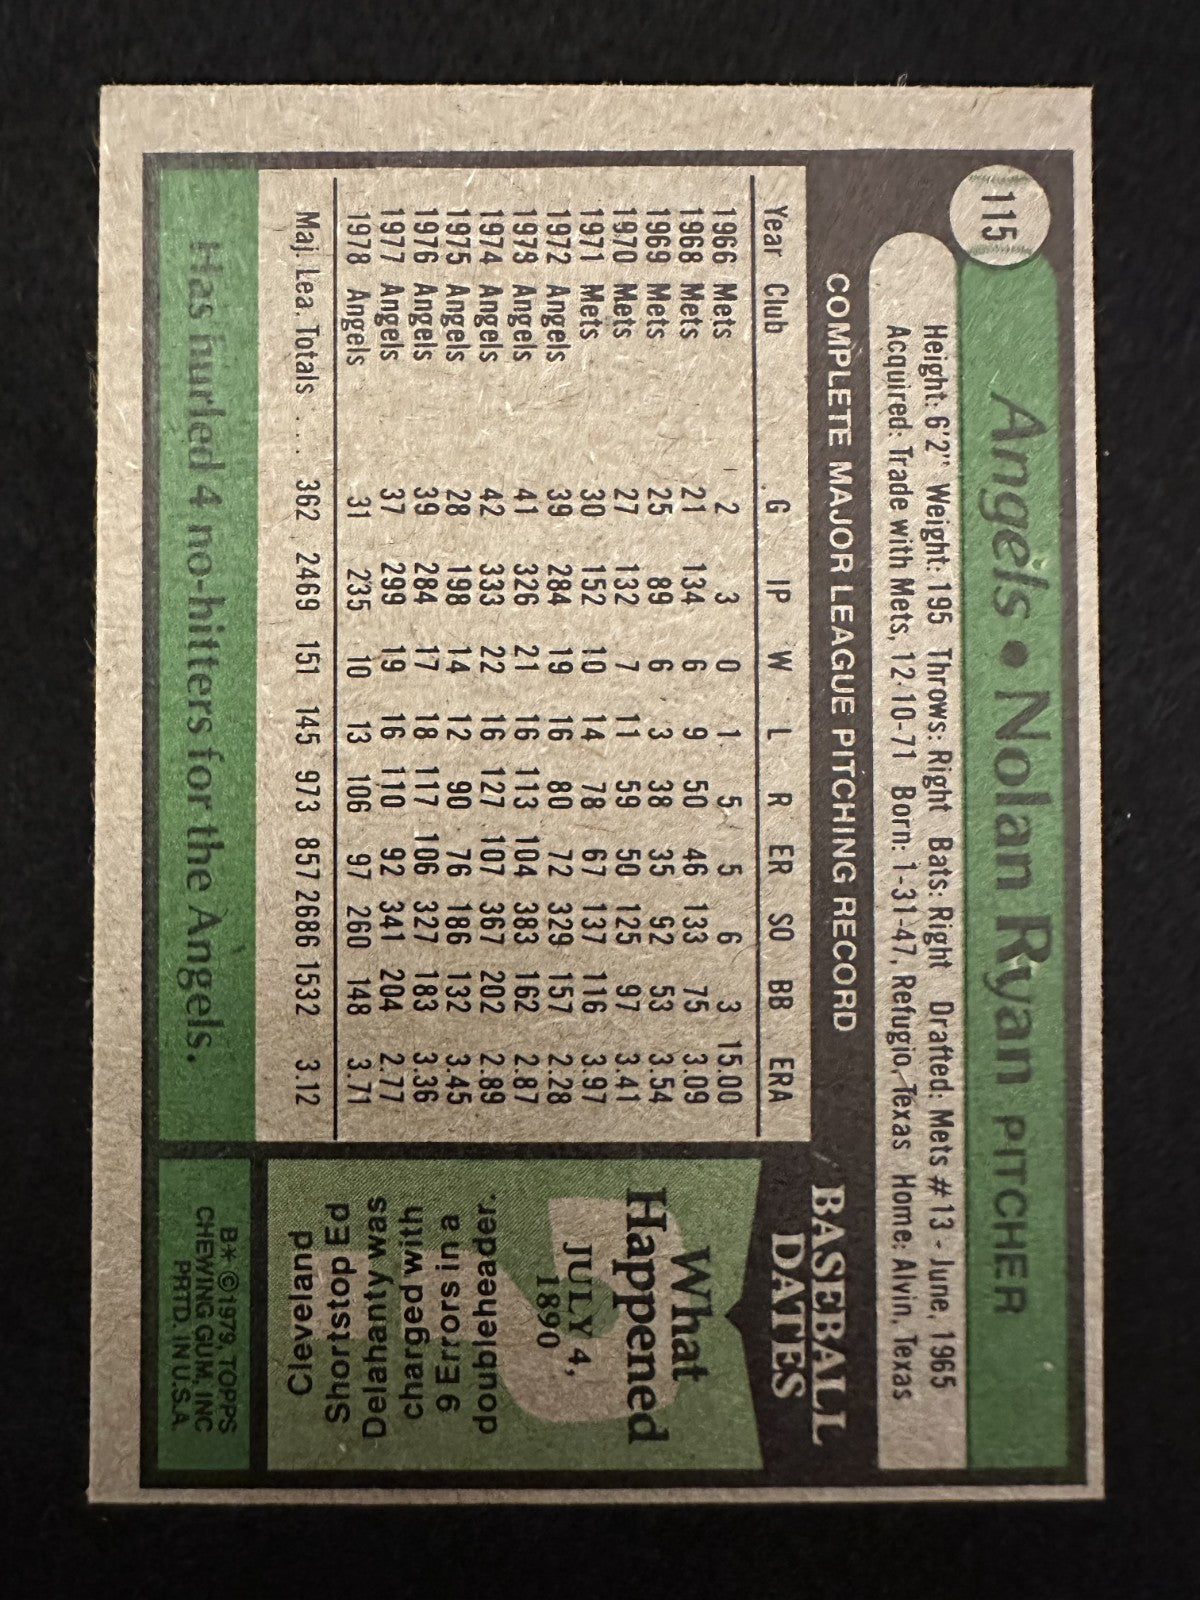 115
Angels • Nolan Ryan PITCHER
Height: 6'2" Weight: 195 Throws: Right Bats: Right Drafted: Mets # 13 - June, 1965
Acquired: Trade with Mets, 12-10-71 Born: 1-31-47, Refugio, Texas Home: Alvin, Texas
COMPLETE MAJOR LEAGUE PITCHING RECORD
Year Club G IP W L R ER SO BB ERA
1966 Mets 2 3 0 1 5 5 6 3 15.00
1968 Mets 21 134 6 9 50 46 133 75 3.09
1969 Mets 25 89 6 3 38 35 92 53 3.54
1970 Mets 27 132 7 11 59 50 125 97 3.41
1971 Mets 30 152 10 14 78 67 137 116 3.97
1972 Angels 39 284 19 16 80 72 329 157 2.28
1973 Angels 41 326 21 16 113 104 383 162 2.87
1974 Angels 42 333 22 16 127 107 367 202 2.89
1975 Angels 28 198 14 12 90 76 186 132 3.45
1976 Angels 39 284 17 18 117 106 327 183 3.36
1977 Angels 37 299 19 16 110 92 341 204 2.77
1978 Angels 31 235 10 13 106 97 260 148 3.71
Maj. Lea. Totals . . . 362 2469 151 145 973 857 2686 1532 3.12
Has hurled 4 no-hitters for the Angels.
BASEBALL
DATES
What
Happened
JULY 4,
1890
Cleveland
Shortstop Ed
Delahanty was
charged with
9 Errors in a
doubleheader.
B* © 1979, TOPPS
CHEWING GUM, INC
PRTD. IN U.S.A.